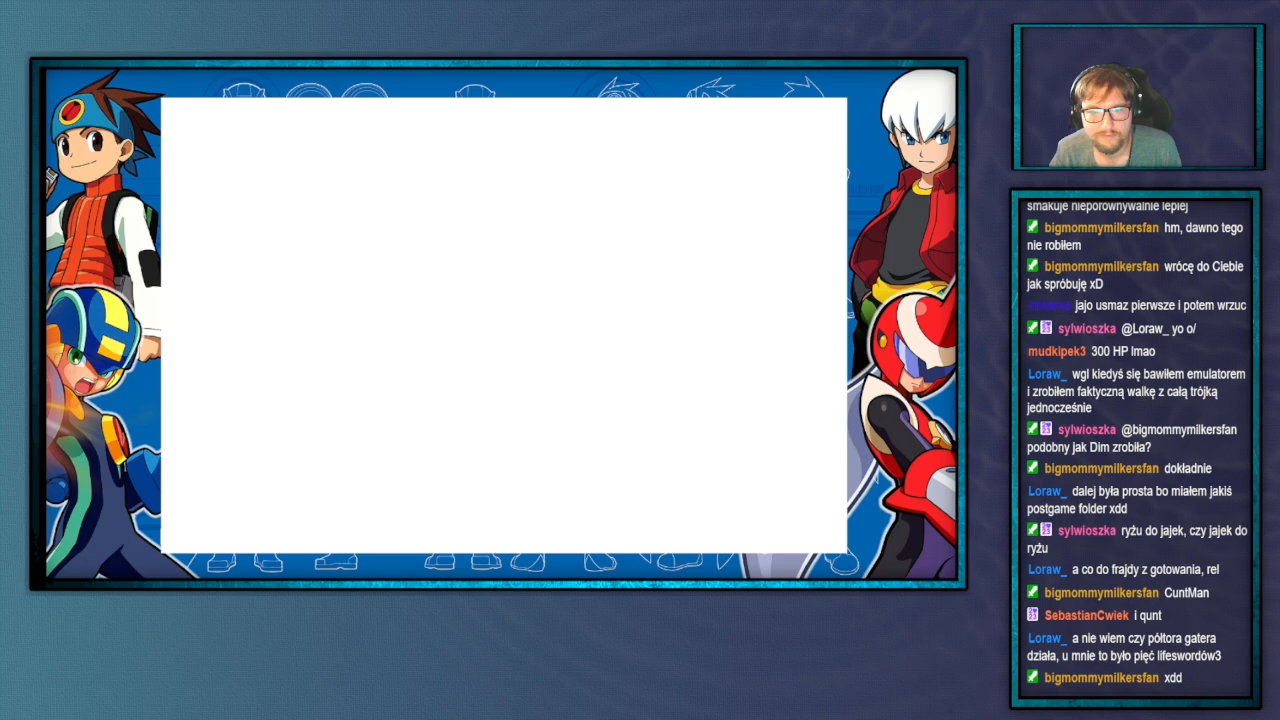 smakuje nieporównywalnie lepiej
bigmommymilkersfan hm, dawno tego
nie robiłem
bigmommymilkersfan wrócę do Ciebie
jak spróbuję xD
jajo usmaz pierwsze i potem wrzuc
sylwioszka @Loraw_ yo o/
mudkipek3 300 HP lmao
Loraw_ wgl kiedyś się bawiłem emulatorem
i zrobiłem faktyczną walkę z całą trójką
jednocześnie
sylwioszka @bigmommymilkersfan
podobny jak Dim zrobiła?
bigmommymilkersfan dokładnie
Loraw_ dalej była prosta bo miałem jakiś
postgame folder xdd
sylwioszka ryżu do jajek, czy jajek do
ryżu
Loraw_ a co do frajdy z gotowania, rel
bigmommymilkersfan CuntMan
SebastianCwiek i qunt
Loraw_ a nie wiem czy półtora gatera
działa, u mnie to było pięć lifeswordów3
bigmommymilkersfan xdd